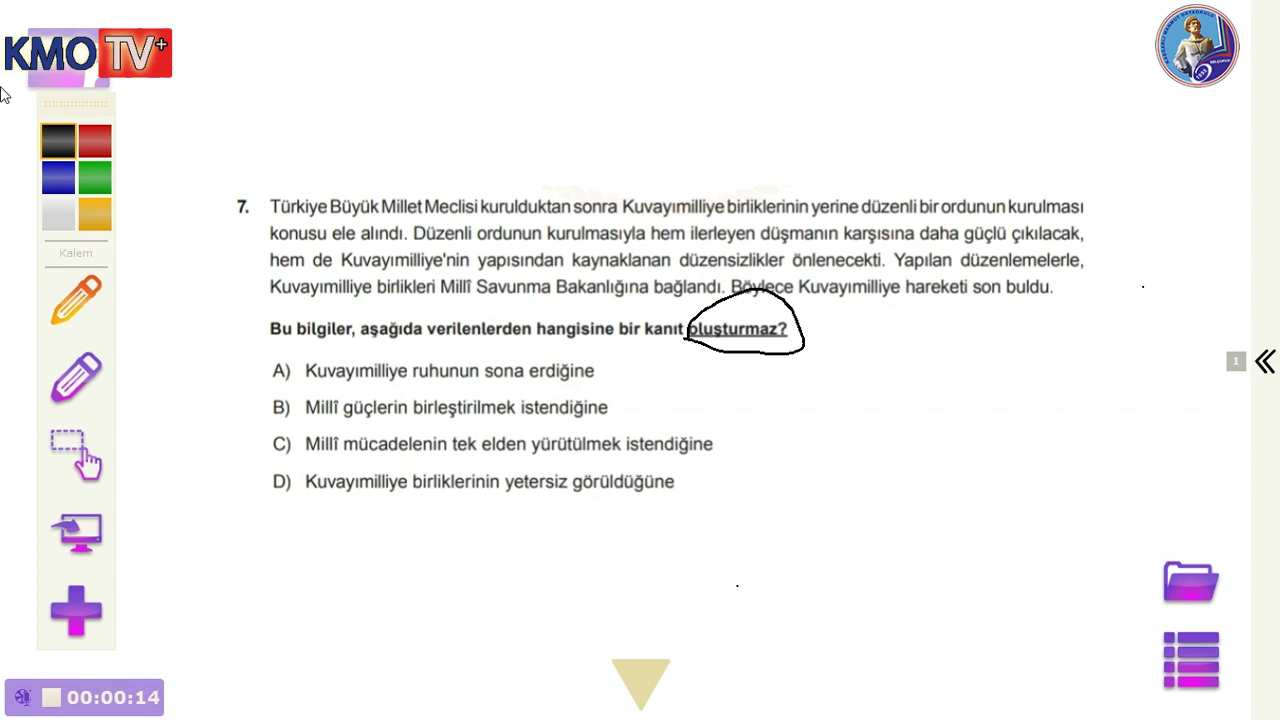 KMO TV+
Kalem
7. Türkiye Büyük Millet Meclisi kurulduktan sonra Kuvayımilliye birliklerinin yerine düzenli bir ordunun kurulması
konusu ele alındı. Düzenli ordunun kurulmasıyla hem ilerleyen düşmanın karşısına daha güçlü çıkılacak,
hem de Kuvayımilliye'nin yapısından kaynaklanan düzensizlikler önlenecekti. Yapılan düzenlemelerle,
Kuvayımilliye birlikleri Millî Savunma Bakanlığına bağlandı. Böylece Kuvayımilliye hareketi son buldu.
Bu bilgiler, aşağıda verilenlerden hangisine bir kanıt oluşturmaz?
A) Kuvayımilliye ruhunun sona erdiğine
B) Millî güçlerin birleştirilmek istendiğine
C) Millî mücadelenin tek elden yürütülmek istendiğine
D) Kuvayımilliye birliklerinin yetersiz görüldüğüne
1
00:00:14